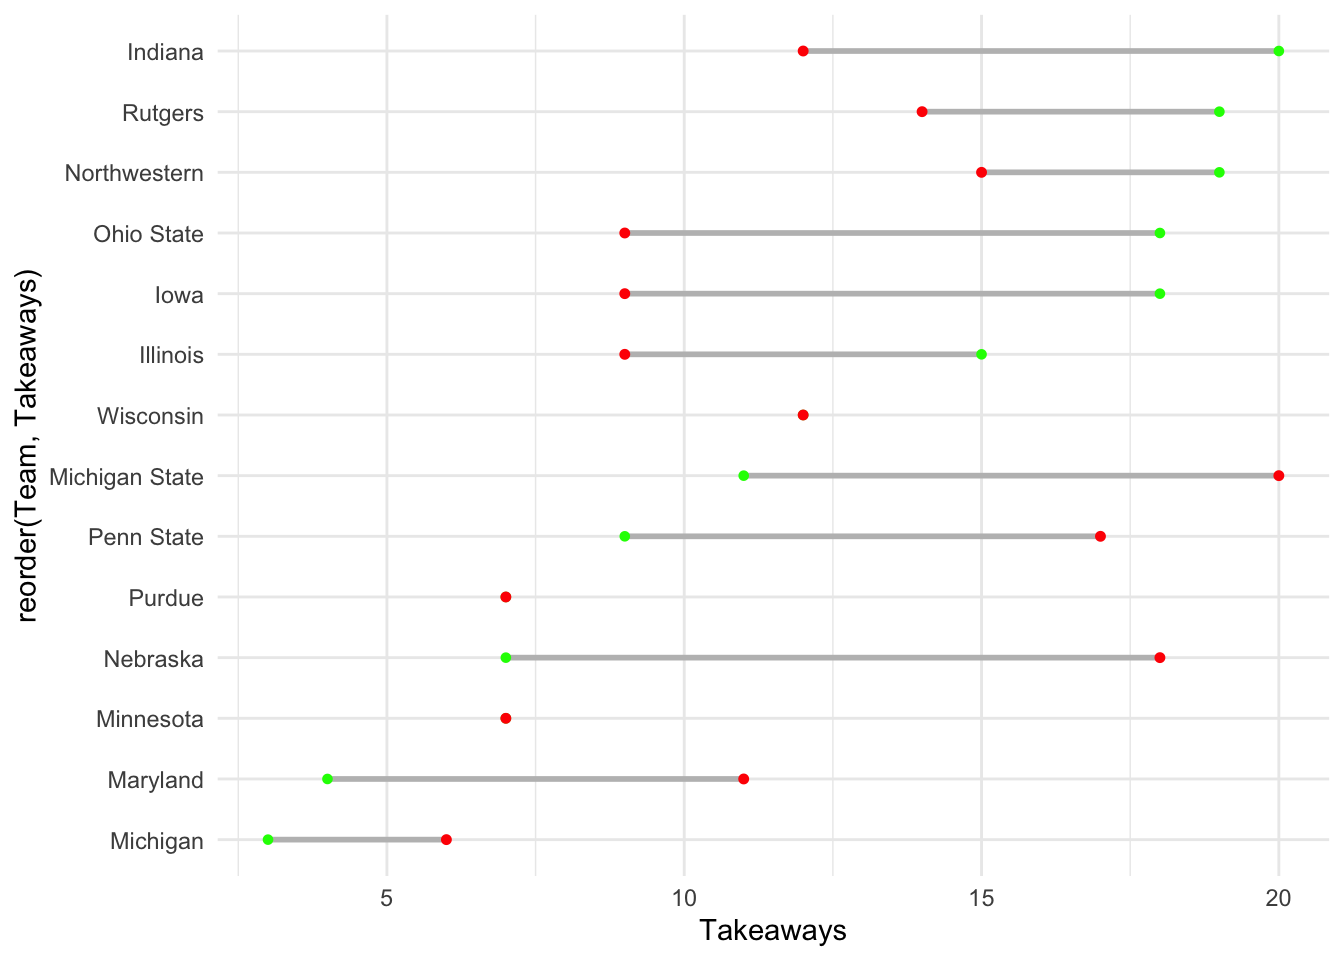 Indiana
Rutgers
Northwestern
Ohio State
Iowa
Illinois
Wisconsin
Michigan State
Penn State
Purdue
Nebraska
Minnesota
Maryland
Michigan
reorder(Team, Takeaways)
5 10 15 20
Takeaways